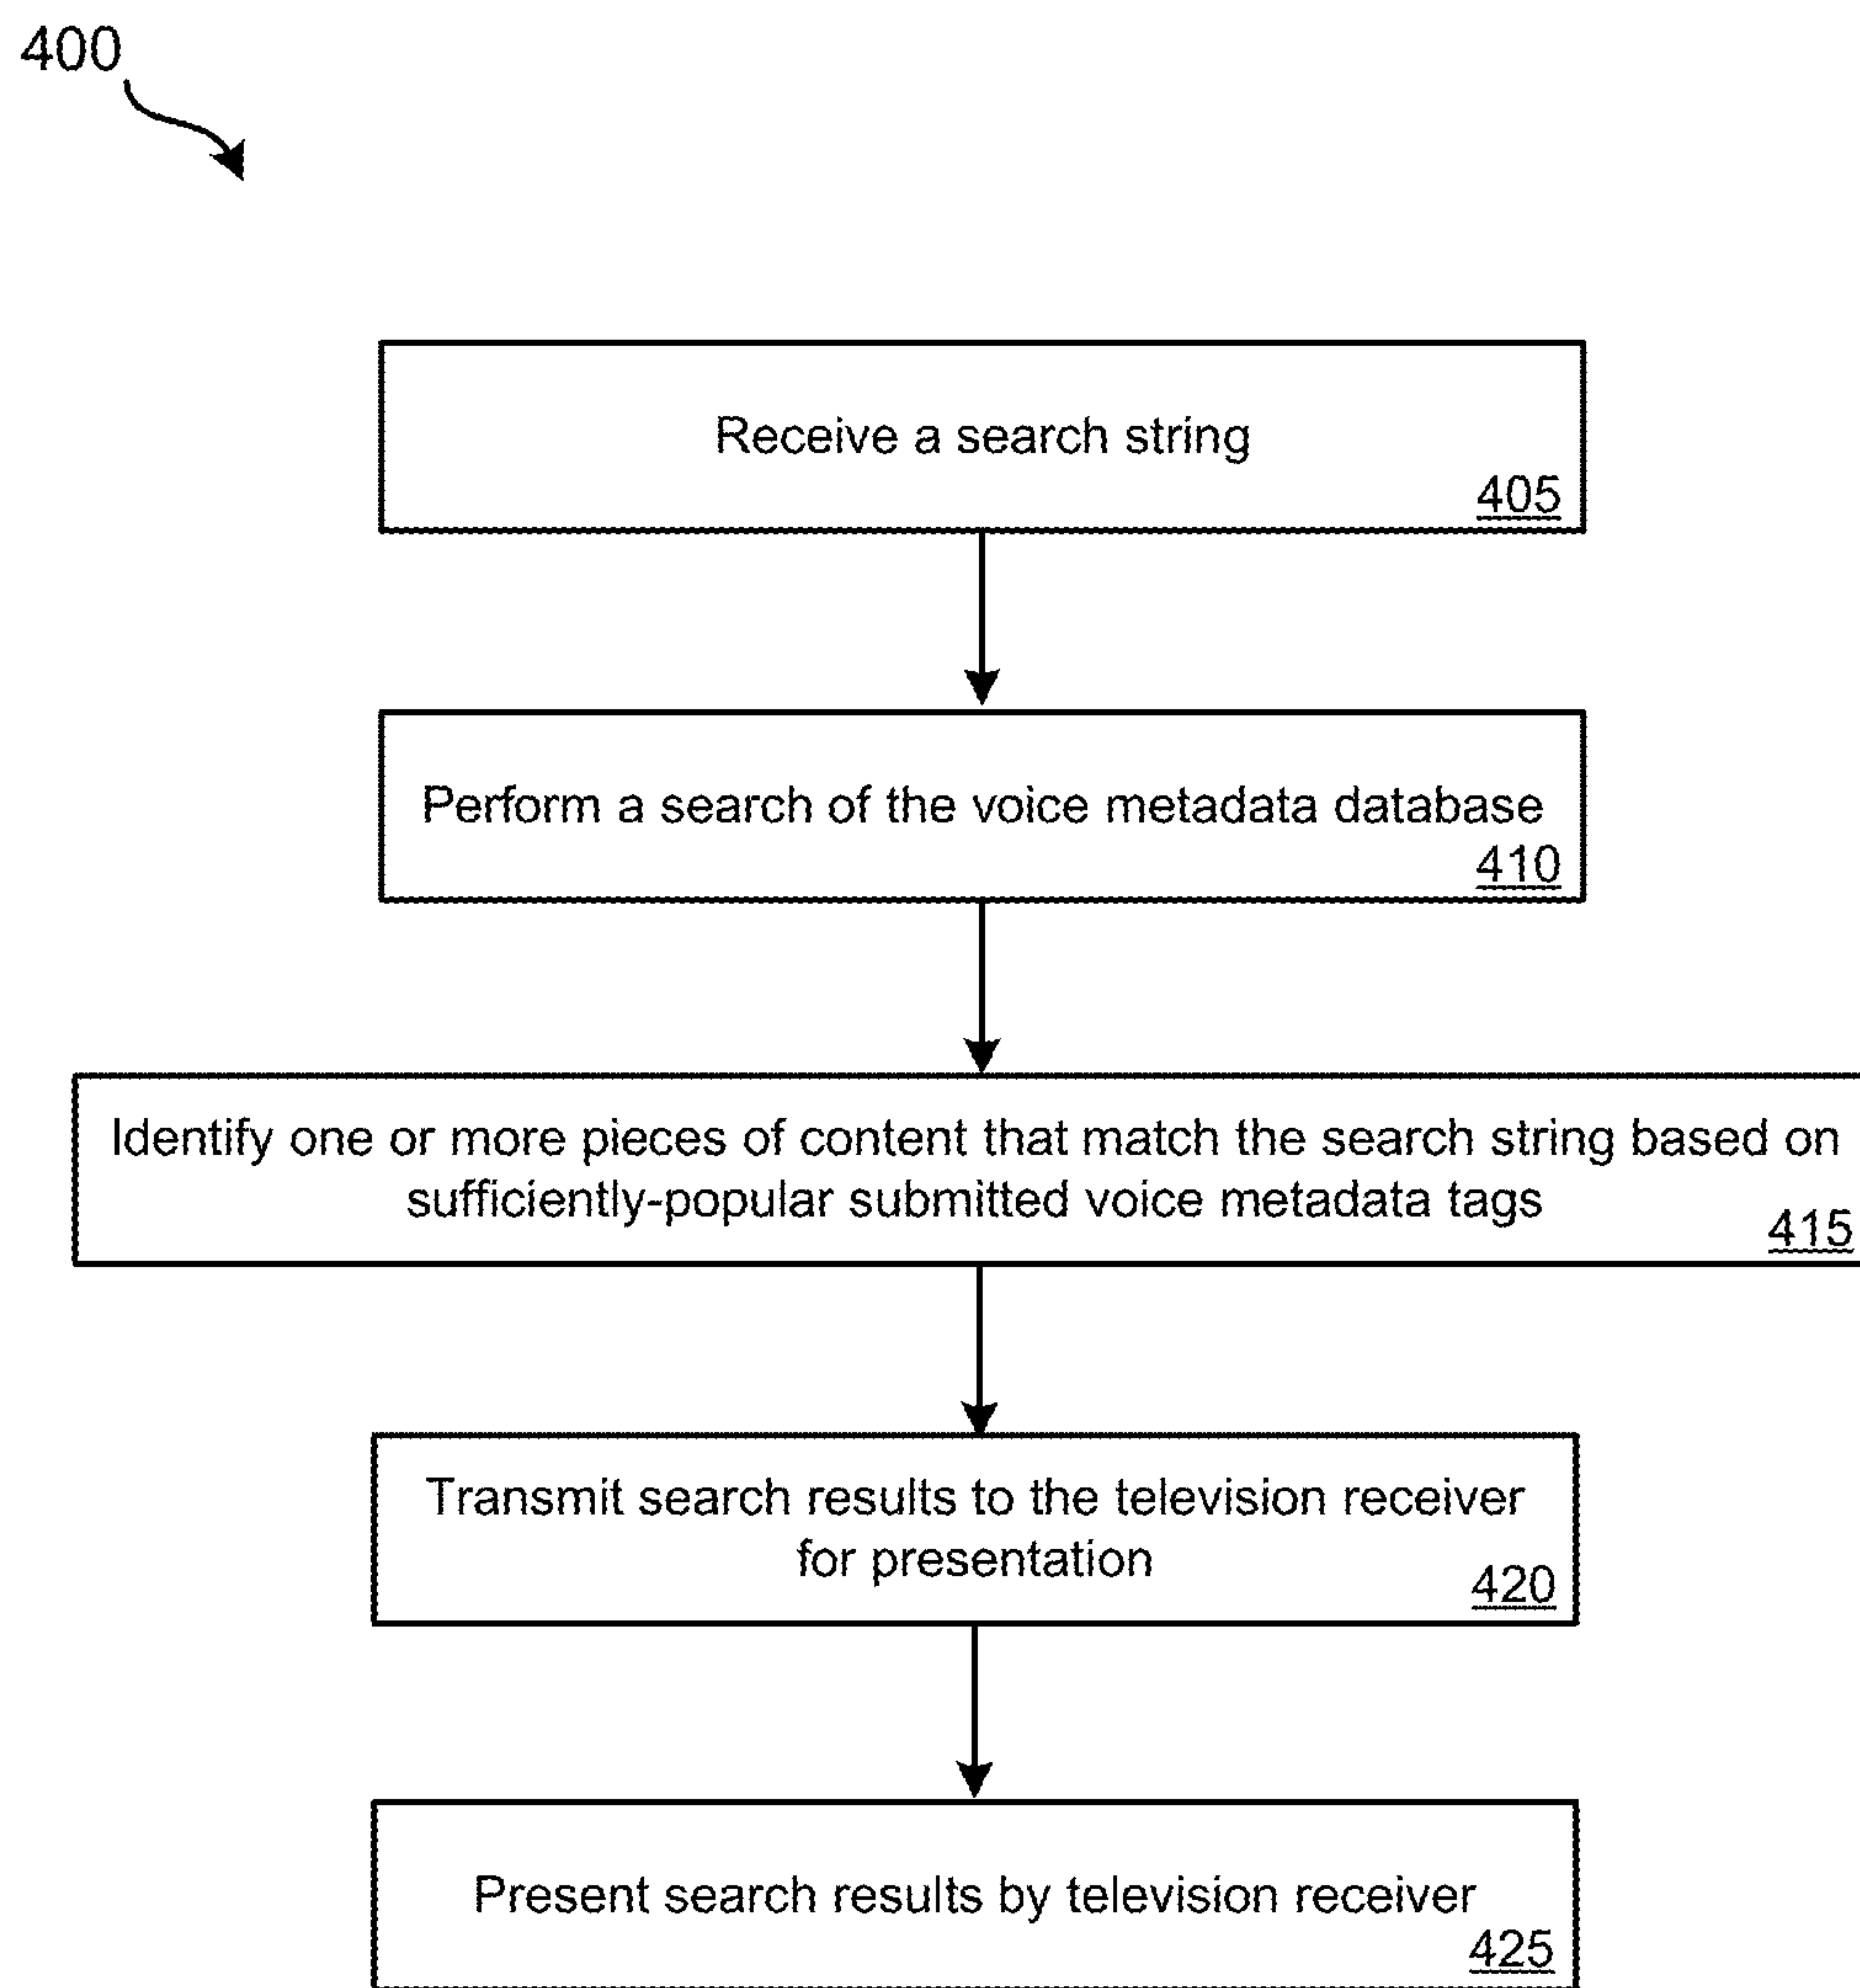 400
Receive a search string
405
Perform a search of the voice metadata database
410
Identify one or more pieces of content that match the search string based on
sufficiently-popular submitted voice metadata tags
415
Transmit search results to the television receiver
for presentation
420
Present search results by television receiver
425